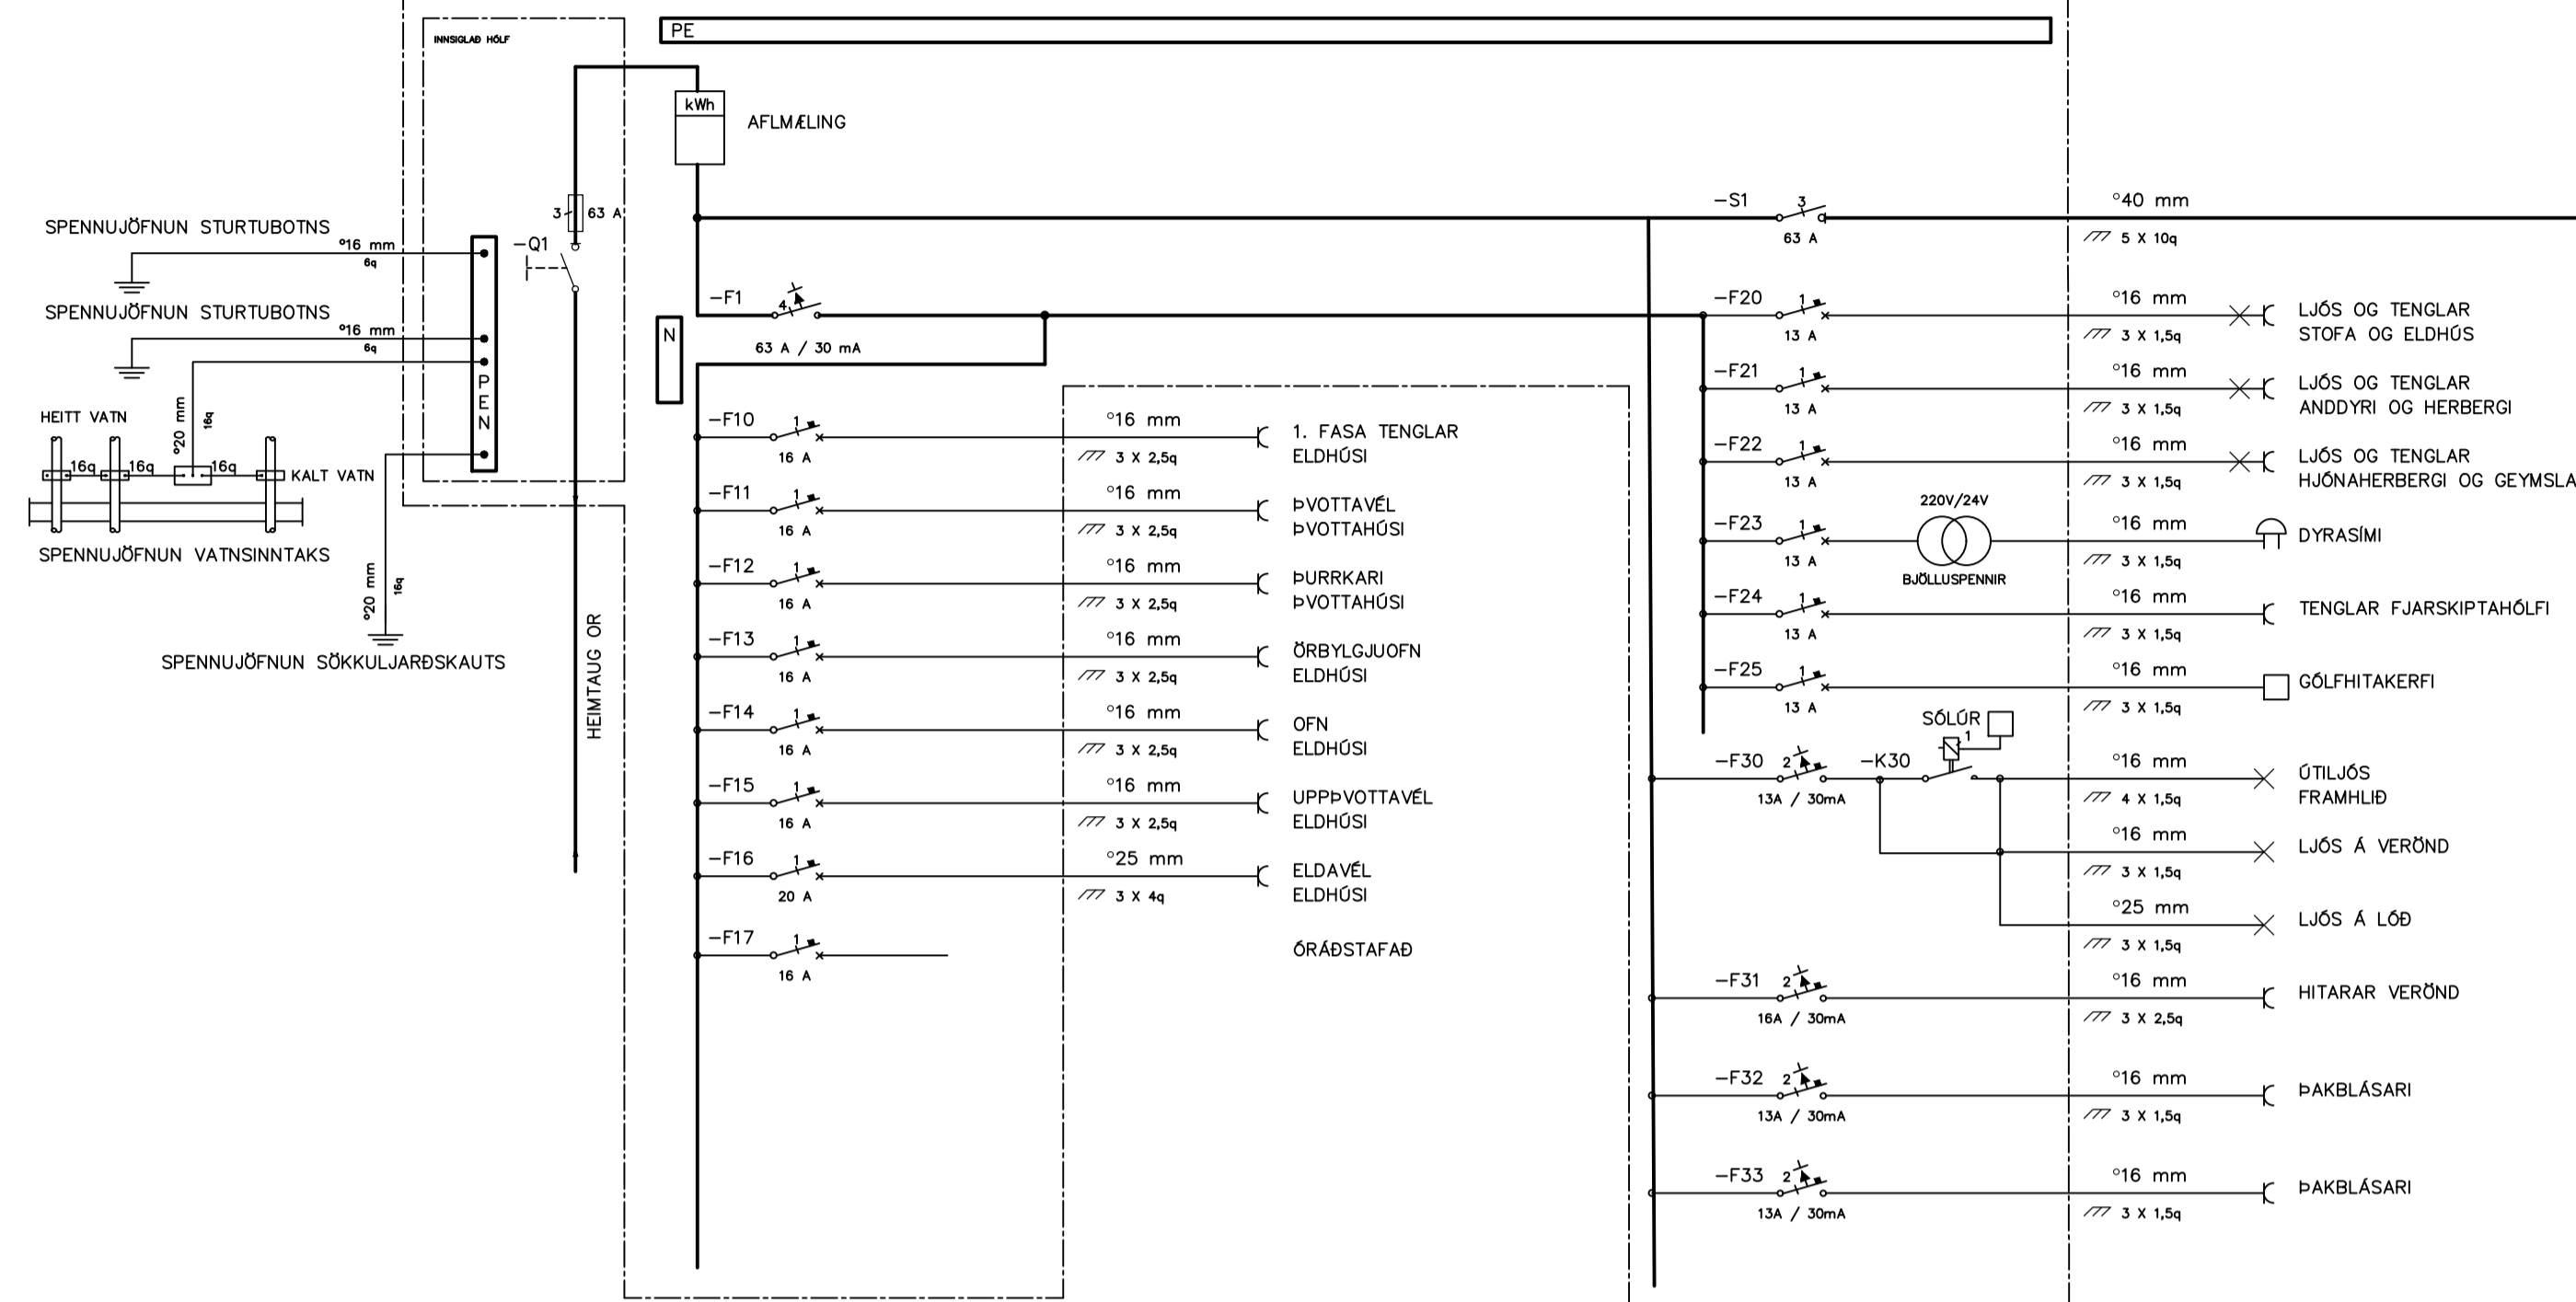 INNSIGLAÐ HÓLF
PE
kWh
AFLMÆLING
3
63 A
-Q1
SPENNUJÖFNUN STURTUBOTNS
°16 mm
6q
SPENNUJÖFNUN STURTUBOTNS
°16 mm
6q
PEN
HEITT VATN
°20 mm
16q
16q
16q
16q
KALT VATN
SPENNUJÖFNUN VATNSINNTAKS
°20 mm
16q
SPENNUJÖFNUN SÖKKULJARÐSKAUTS
HEIMTAUG OR
N
-F1
4
63 A / 30 mA
-F10
1
16 A
°16 mm
3 X 2,5q
1. FASA TENGLAR
ELDHÚSI
-F11
1
16 A
°16 mm
3 X 2,5q
ÞVOTTAVÉL
ÞVOTTAHÚSI
-F12
1
16 A
°16 mm
3 X 2,5q
ÞURRKARI
ÞVOTTAHÚSI
-F13
1
16 A
°16 mm
3 X 2,5q
ÖRBYLGJUOFN
ELDHÚSI
-F14
1
16 A
°16 mm
3 X 2,5q
OFN
ELDHÚSI
-F15
1
16 A
°16 mm
3 X 2,5q
UPPÞVOTTAVÉL
ELDHÚSI
-F16
1
20 A
°25 mm
3 X 4q
ELDAVÉL
ELDHÚSI
-F17
1
16 A
ÓRÁÐSTAFAÐ
-S1
3
63 A
°40 mm
5 X 10q
-F20
1
13 A
°16 mm
3 X 1,5q
LJÓS OG TENGLAR
STOFA OG ELDHÚS
-F21
1
13 A
°16 mm
3 X 1,5q
LJÓS OG TENGLAR
ANDDYRI OG HERBERGI
-F22
1
13 A
°16 mm
3 X 1,5q
LJÓS OG TENGLAR
HJÓNAHERBERGI OG GEYMSLA
-F23
1
13 A
220V/24V
BJÖLLUSPENNIR
°16 mm
3 X 1,5q
DYRASÍMI
-F24
1
13 A
°16 mm
3 X 1,5q
TENGLAR FJARSKIPTAHÓLFI
-F25
1
13 A
°16 mm
3 X 1,5q
GÓLFHITAKERFI
-F30
2
13A / 30mA
-K30
SÓLÚR
1
°16 mm
4 X 1,5q
ÚTILJÓS
FRAMHLIÐ
°16 mm
3 X 1,5q
LJÓS Á VERÖND
°25 mm
3 X 1,5q
LJÓS Á LÓÐ
-F31
2
16A / 30mA
°16 mm
3 X 2,5q
HITARAR VERÖND
-F32
2
13A / 30mA
°16 mm
3 X 1,5q
ÞAKBLÁSARI
-F33
2
13A / 30mA
°16 mm
3 X 1,5q
ÞAKBLÁSARI